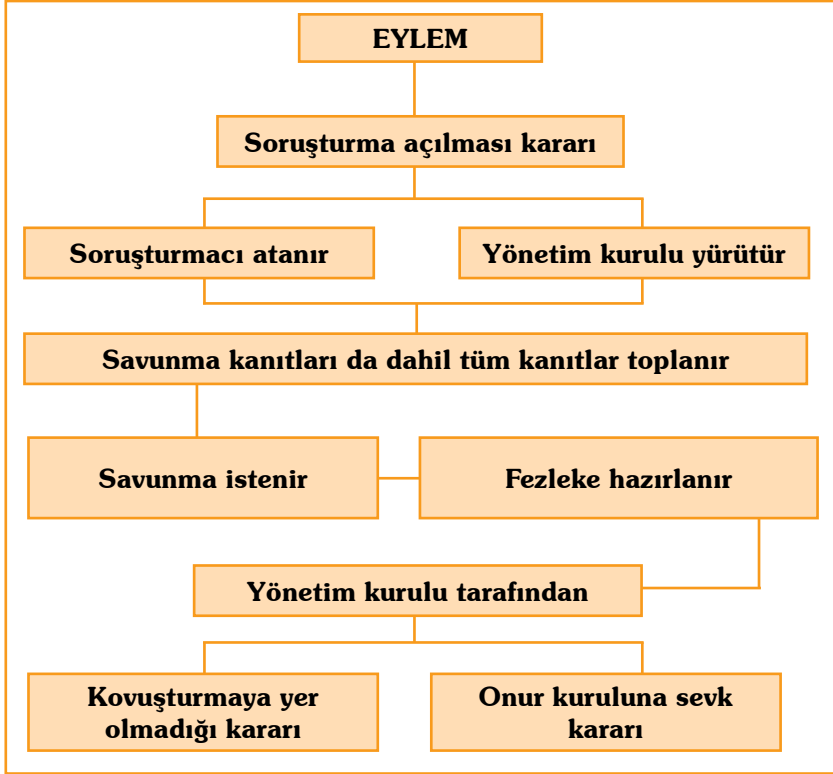 EYLEM
Soruşturma açılması kararı
Soruşturmacı atanır
Yönetim kurulu yürütür
Savunma kanıtları da dahil tüm kanıtlar toplanır
Savunma istenir
Fezleke hazırlanır
Yönetim kurulu tarafından
Kovuşturmaya yer
olmadığı kararı
Onur kuruluna sevk
kararı